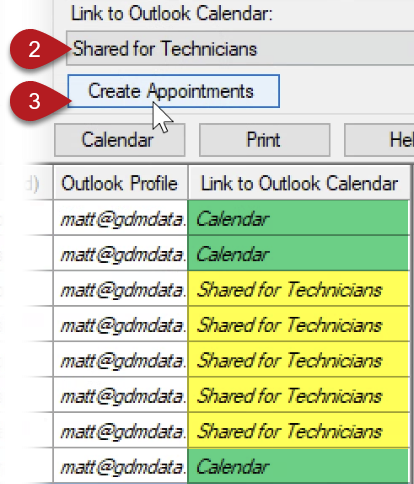 Link to Outlook Calendar:
2 Shared for Technicians
3 Create Appointments
Calendar Print Hel
d) Outlook Profile Link to Outlook Calendar
matt@gdmdata. Calendar
matt@gdmdata. Calendar
matt@gdmdata. Shared for Technicians
matt@gdmdata. Shared for Technicians
matt@gdmdata. Shared for Technicians
matt@gdmdata. Shared for Technicians
matt@gdmdata. Shared for Technicians
matt@gdmdata. Calendar